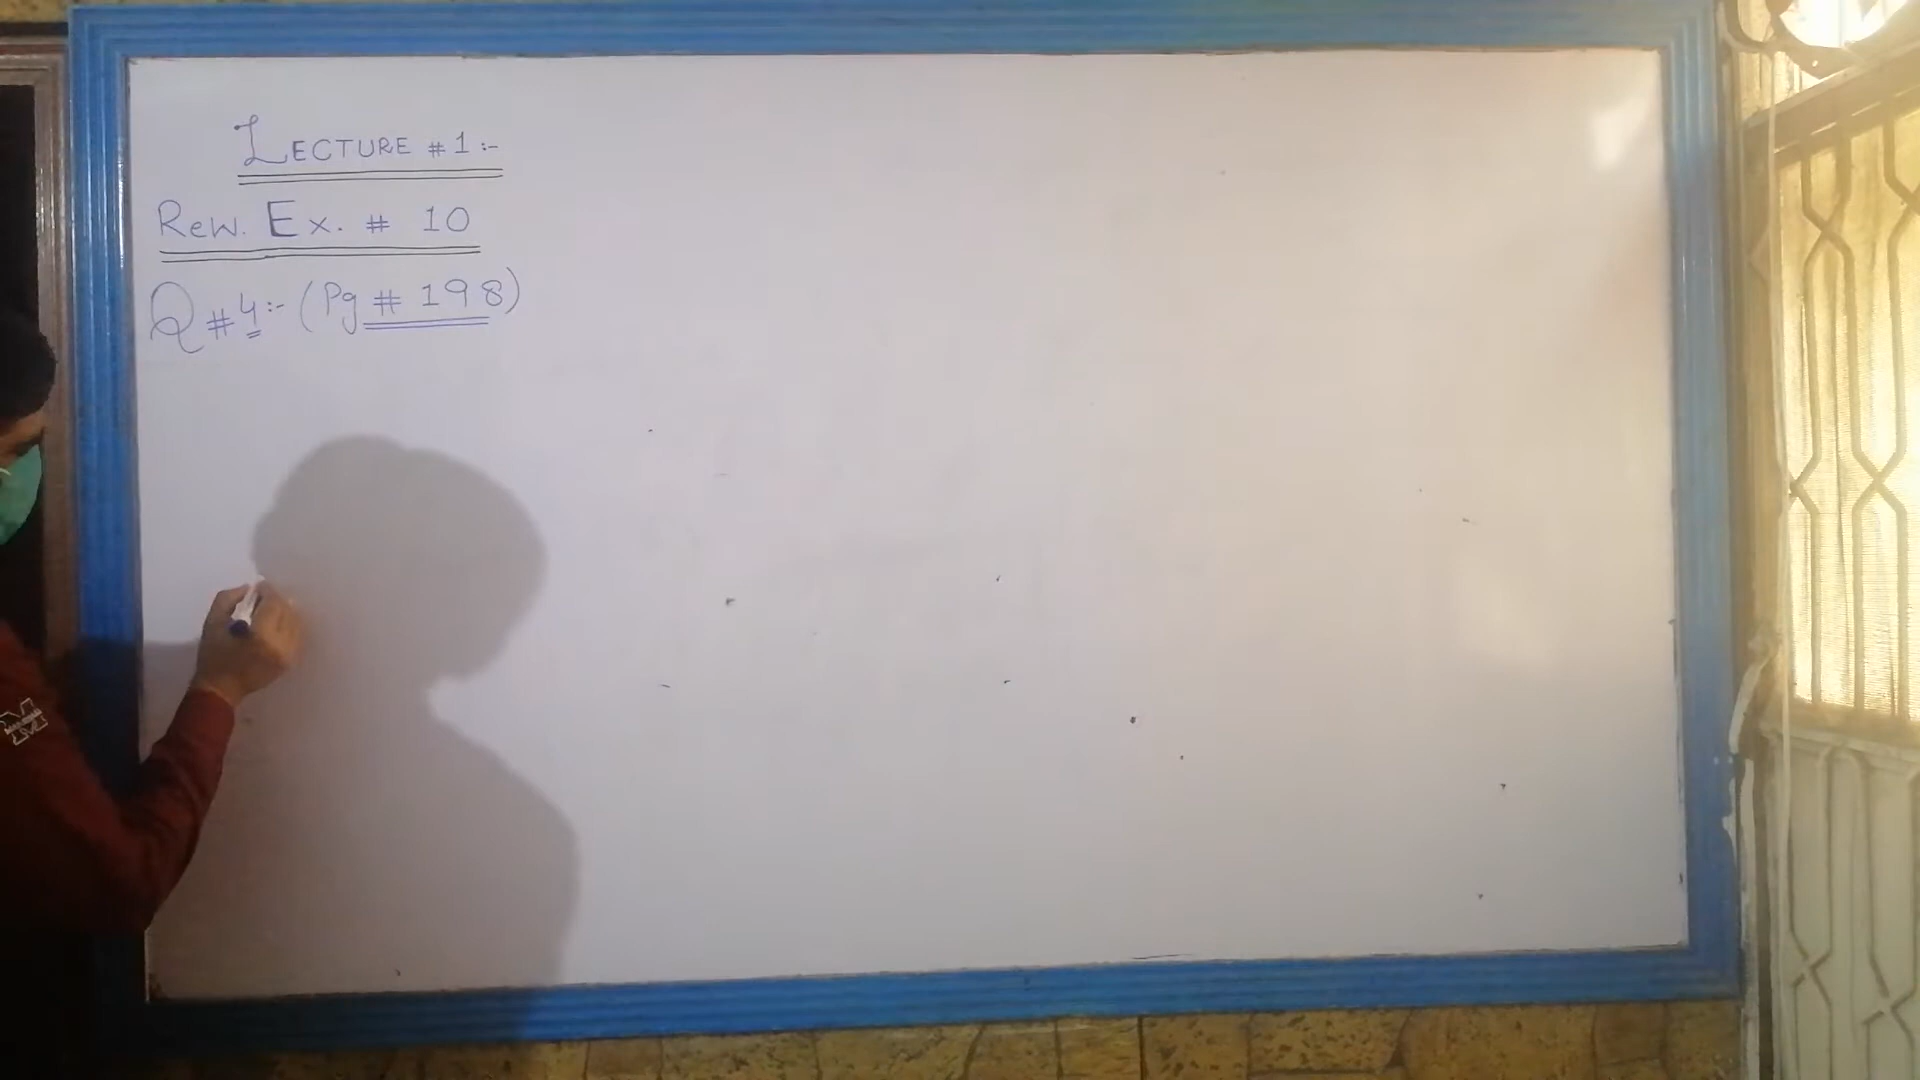 LECTURE # 1 :-
Rew. Ex. # 10
Q # 4 :- (Pg # 198)